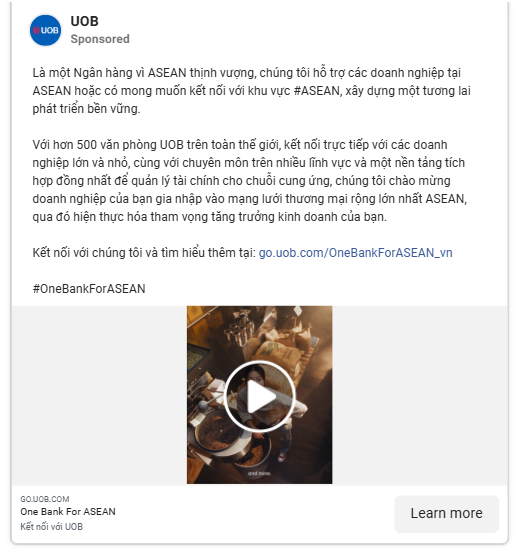 UOB
UOB
Sponsored
Là một Ngân hàng vì ASEAN thịnh vượng, chúng tôi hỗ trợ các doanh nghiệp tại
ASEAN hoặc có mong muốn kết nối với khu vực #ASEAN, xây dựng một tương lai
phát triển bền vững.
Với hơn 500 văn phòng UOB trên toàn thế giới, kết nối trực tiếp với các doanh
nghiệp lớn và nhỏ, cùng với chuyên môn trên nhiều lĩnh vực và một nền tảng tích
hợp đồng nhất để quản lý tài chính cho chuỗi cung ứng, chúng tôi chào mừng
doanh nghiệp của bạn gia nhập vào mạng lưới thương mại rộng lớn nhất ASEAN,
qua đó hiện thực hóa tham vọng tăng trưởng kinh doanh của bạn.
Kết nối với chúng tôi và tìm hiểu thêm tại: go.uob.com/OneBankForASEAN_vn
#OneBankForASEAN
and mine.
GO.UOB.COM
One Bank For ASEAN
Kết nối với UOB
Learn more